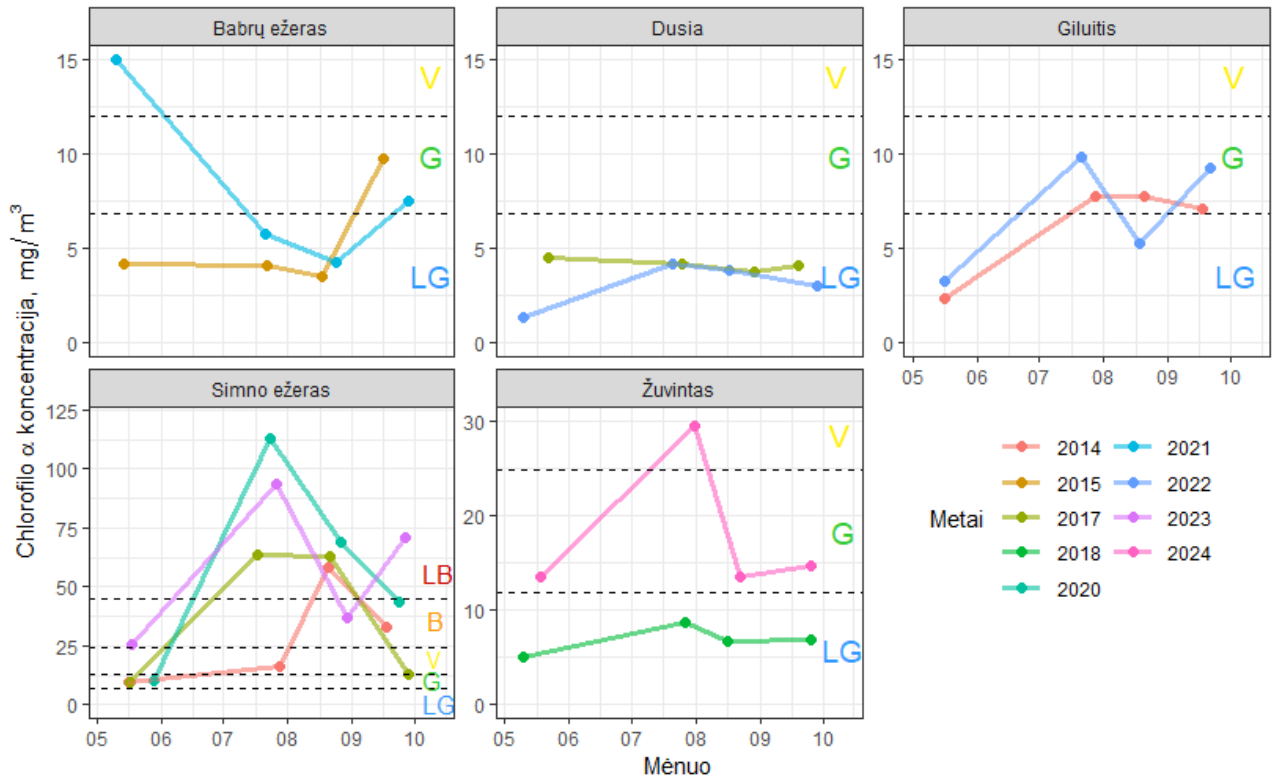 Babrų ežeras
Dusia
Giluitis
15
10
5
0
V
G
LG
15
10
5
0
V
G
LG
15
10
5
0
V
G
LG
05 06 07 08 09 10
Simno ežeras
Žuvintas
125
100
75
50
25
0
LB
B
V
G
LG
05 06 07 08 09 10
30
20
10
0
V
G
LG
05 06 07 08 09 10
Chlorofilo α koncentracija, mg/ m³
Mėnuo
Metai
2014
2015
2017
2018
2020
2021
2022
2023
2024